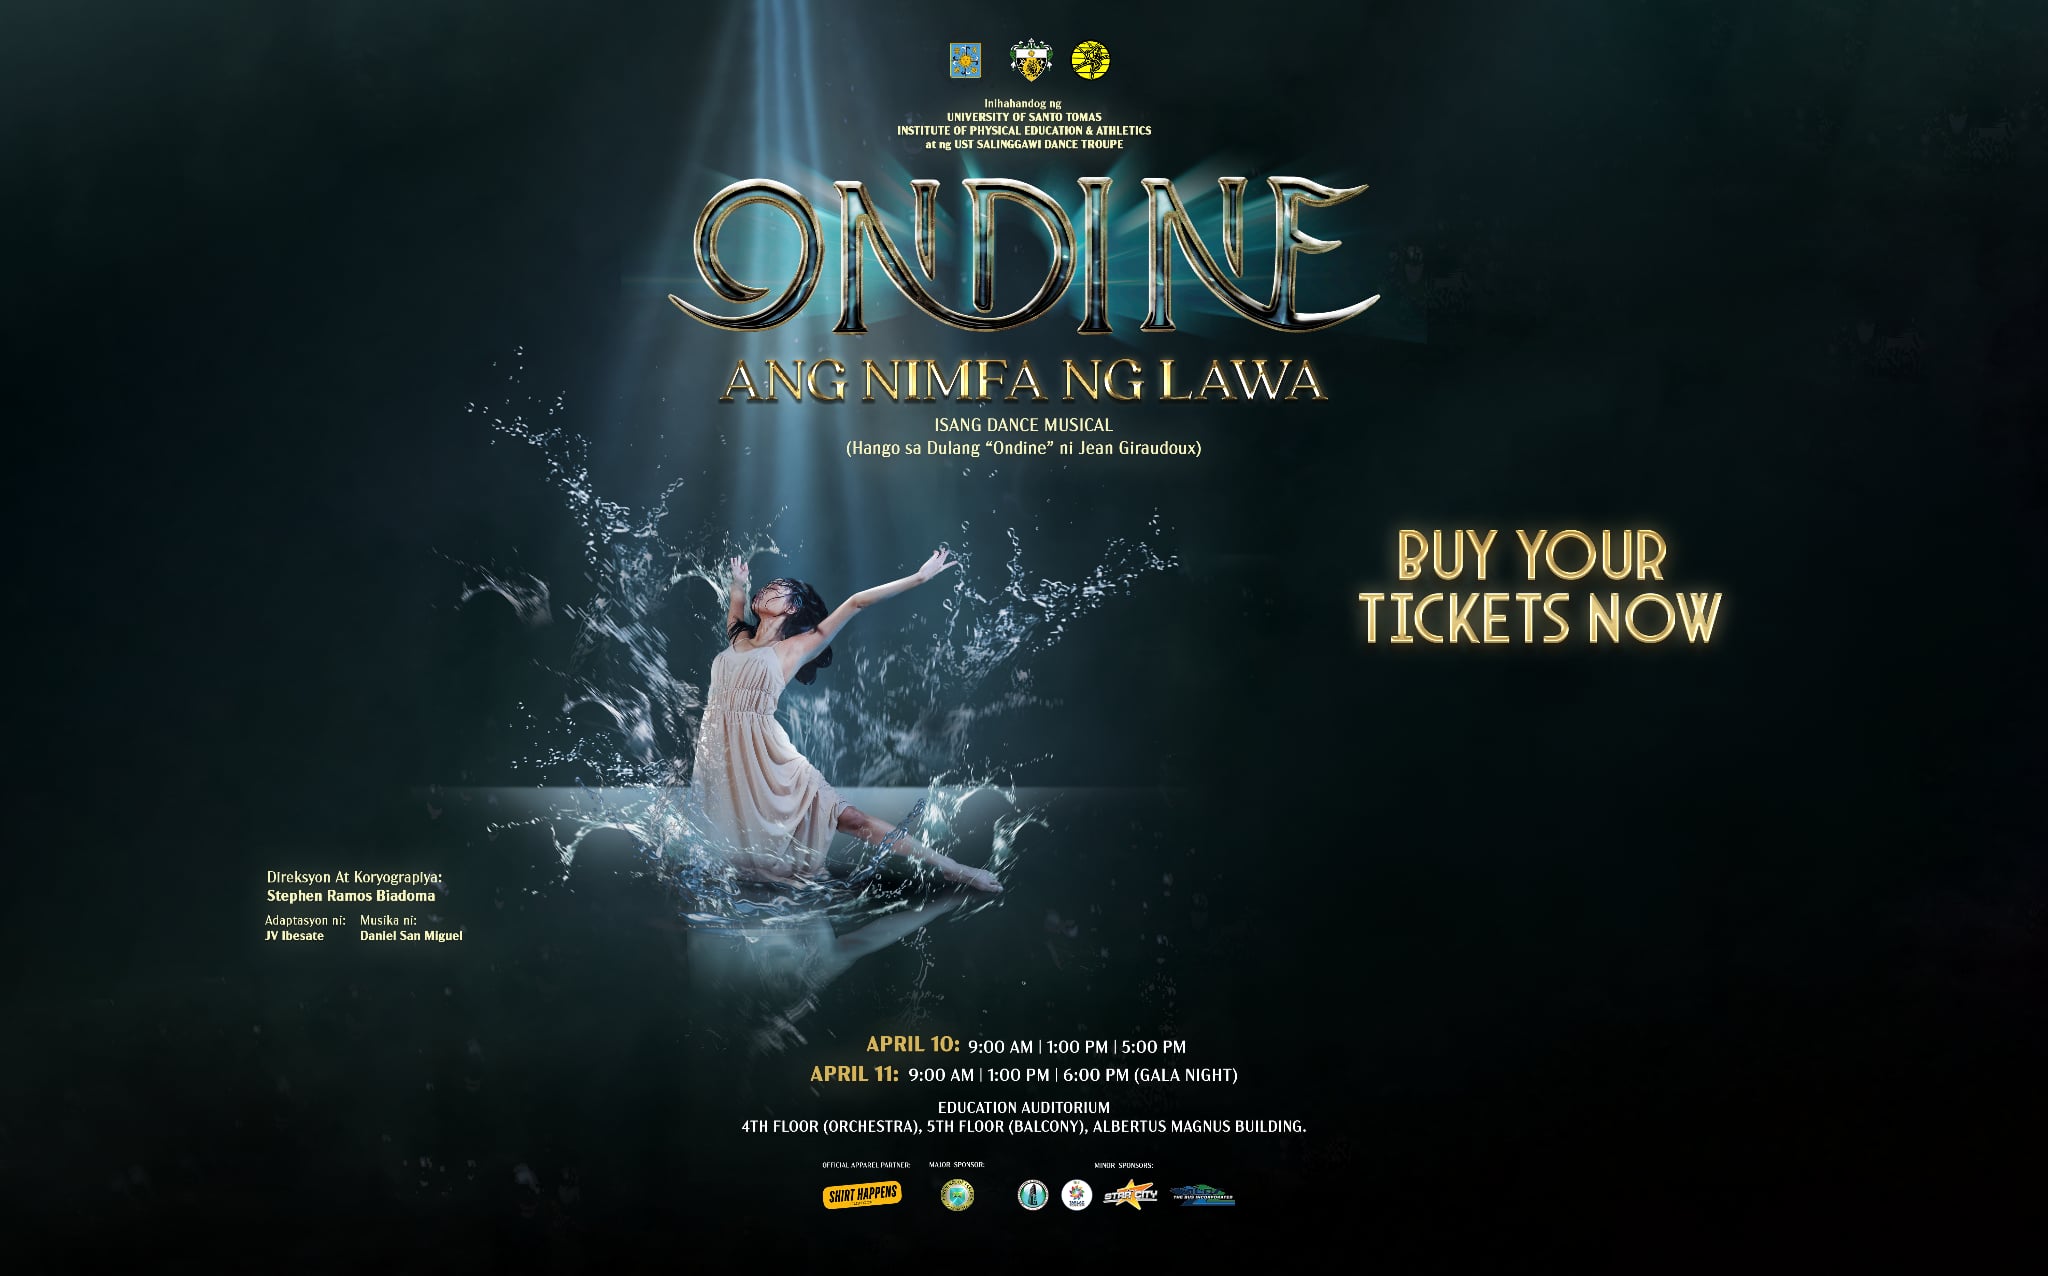 Inihahandog ng
UNIVERSITY OF SANTO TOMAS
INSTITUTE OF PHYSICAL EDUCATION & ATHLETICS
at ng UST SALINGGAWI DANCE TROUPE
ONDINE
ANG NIMFA NG LAWA
ISANG DANCE MUSICAL
(Hango sa Dulang “Ondine” ni Jean Giraudoux)
BUY YOUR
TICKETS NOW
Direksyon At Koryograpiya:
Stephen Ramos Biadoma
Adaptasyon ni: Musika ni:
JV Ibesate Daniel San Miguel
APRIL 10: 9:00 AM | 1:00 PM | 5:00 PM
APRIL 11: 9:00 AM | 1:00 PM | 6:00 PM (GALA NIGHT)
EDUCATION AUDITORIUM
4TH FLOOR (ORCHESTRA), 5TH FLOOR (BALCONY), ALBERTUS MAGNUS BUILDING.
OFFICIAL APPAREL PARTNER: MAJOR SPONSOR: MINOR SPONSORS:
SHIRT HAPPENS
STAR CITY
THE BUS INCORPORATED